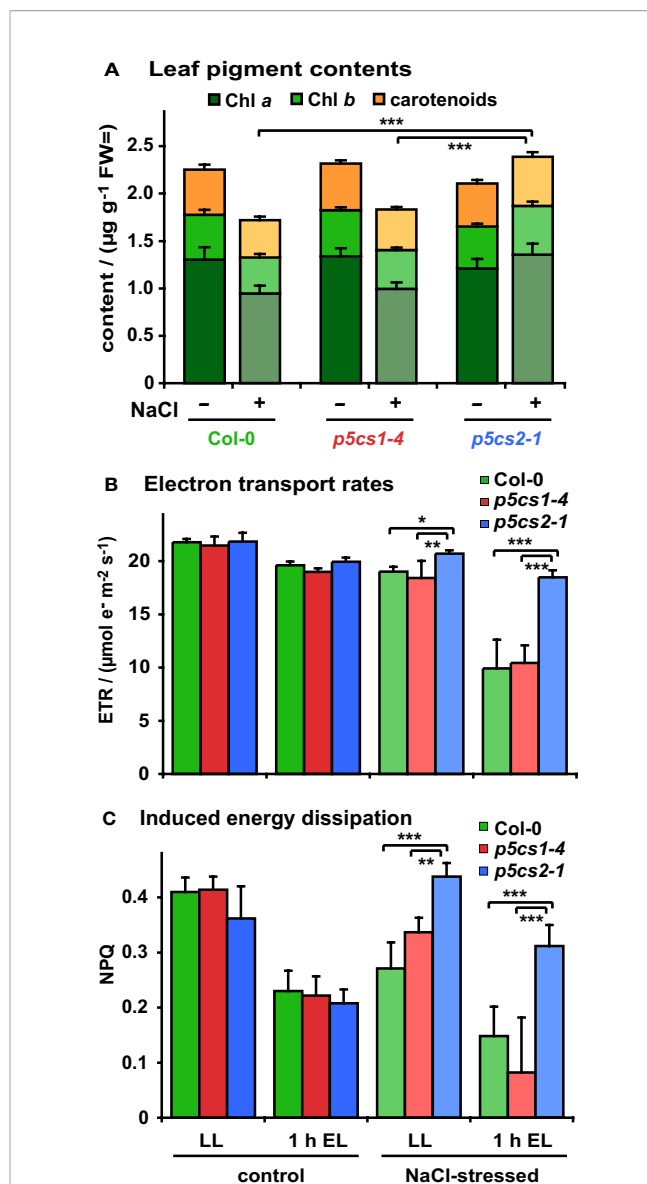 A Leaf pigment contents
Chl a Chl b carotenoids
***
***
content / (µg g-1 FW=)
2.5
2.0
1.5
1.0
0.5
0
NaCl – + – + – +
Col-0 p5cs1-4 p5cs2-1
B Electron transport rates
Col-0
p5cs1-4
p5cs2-1
*
**
***
***
ETR / (µmol e- m-2 s-1)
20
15
10
5
0
C Induced energy dissipation
Col-0
p5cs1-4
p5cs2-1
***
**
***
***
NPQ
0.4
0.3
0.2
0.1
0
LL 1 h EL LL 1 h EL
control NaCl-stressed